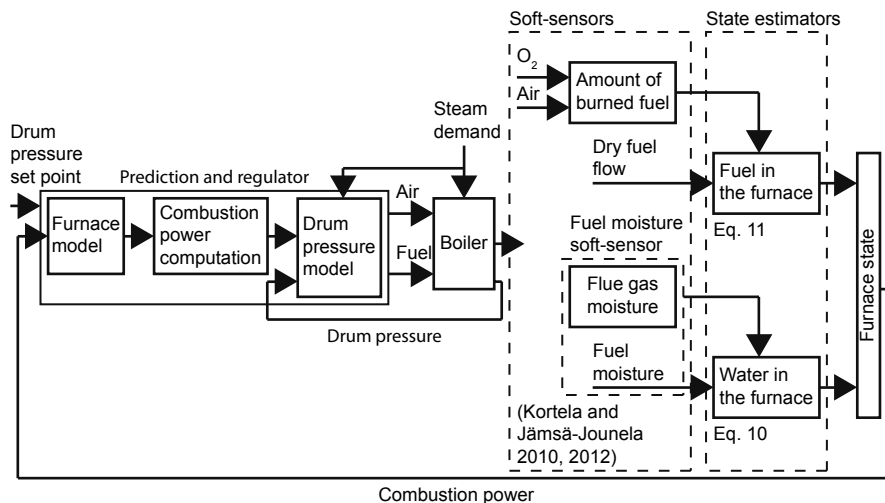 Soft-sensors
State estimators
O2
Air
Amount of
burned fuel
Steam
demand
Drum
pressure
set point
Prediction and regulator
Dry fuel
flow
Fuel in
the furnace
Eq. 11
Furnace
model
Combustion
power
computation
Drum
pressure
model
Air
Fuel
Boiler
Fuel moisture
soft-sensor
Flue gas
moisture
Furnace state
Drum pressure
Fuel
moisture
Water in
the furnace
Eq. 10
(Kortela and
Jämsä-Jounela
2010, 2012)
Combustion power